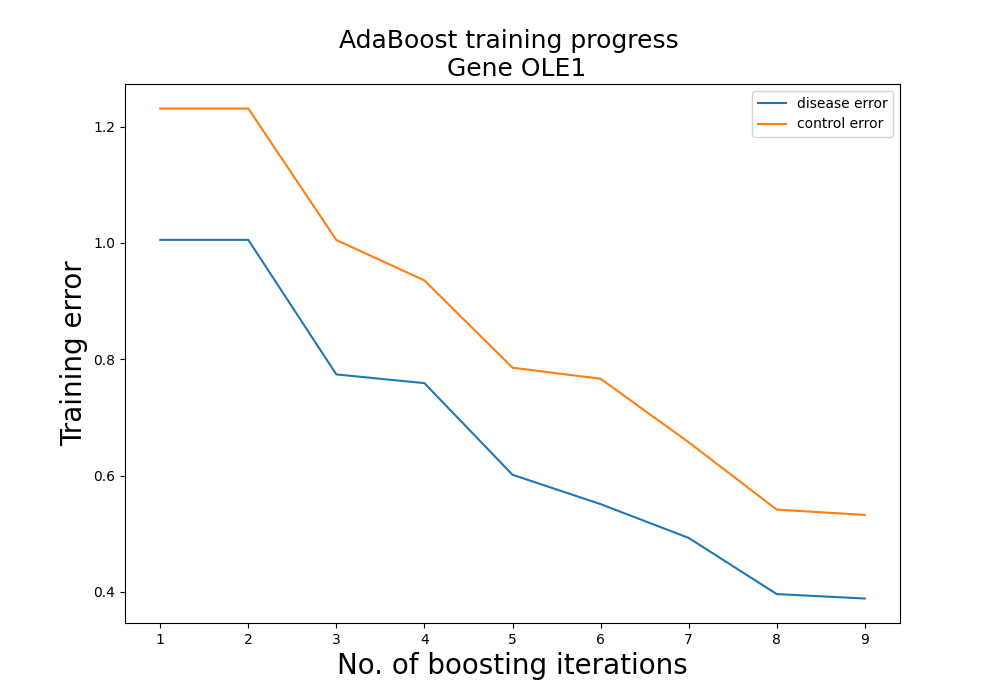 AdaBoost training progress
Gene OLE1
disease error
control error
Training error
1.2
1.0
0.8
0.6
0.4
1 2 3 4 5 6 7 8 9
No. of boosting iterations